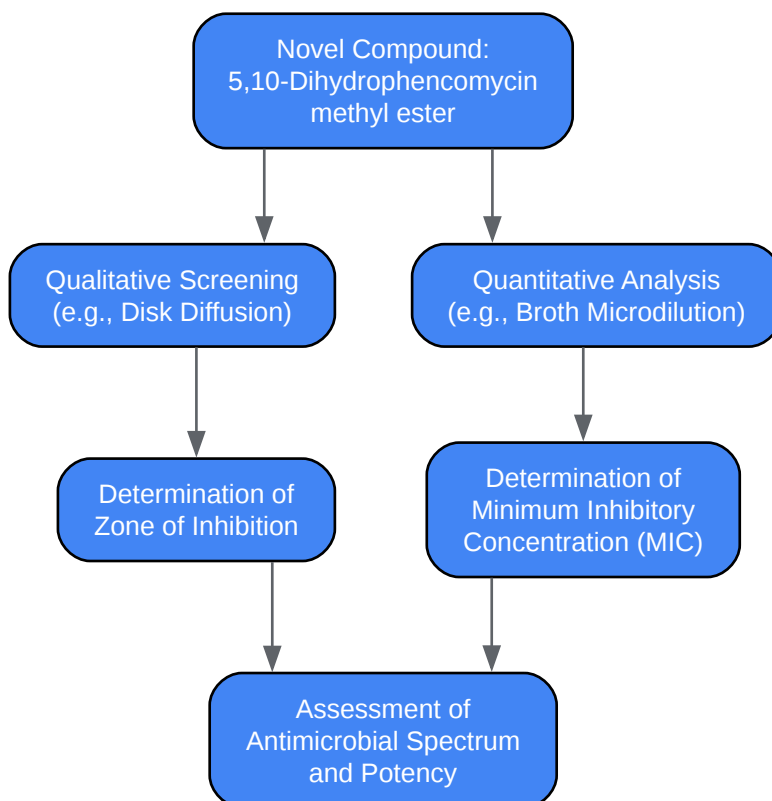 Novel Compound:
5,10-Dihydrophencomycin
methyl ester
Qualitative Screening
(e.g., Disk Diffusion)
Quantitative Analysis
(e.g., Broth Microdilution)
Determination of
Zone of Inhibition
Determination of
Minimum Inhibitory
Concentration (MIC)
Assessment of
Antimicrobial Spectrum
and Potency